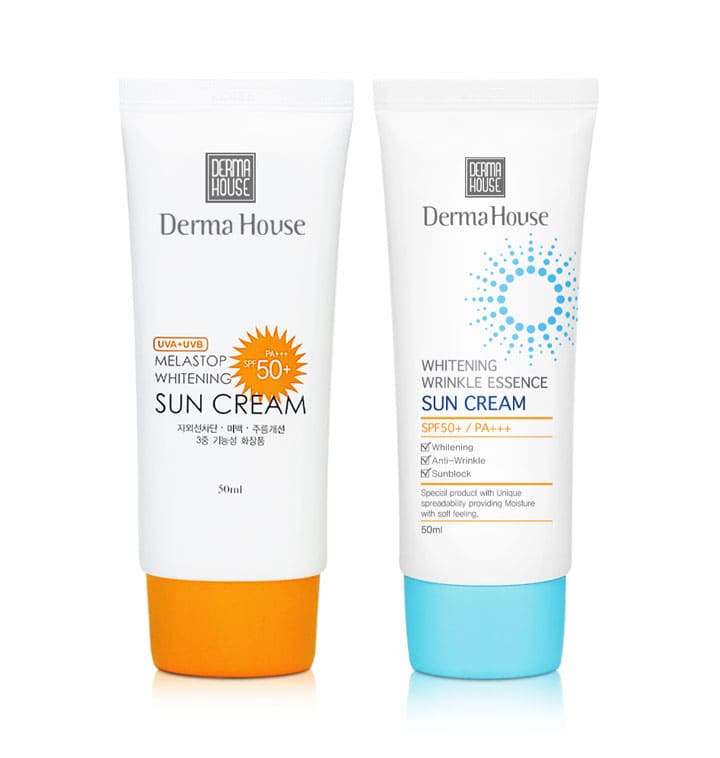 DERMA
HOUSE
Derma House
UVA+UVB
MELASTOP
WHITENING
SPF 50+
PA+++
SUN CREAM
자외선차단 · 미백 · 주름개선
3중 기능성 화장품
50ml
DERMA
HOUSE
Derma House
WHITENING
WRINKLE ESSENCE
SUN CREAM
SPF50+ / PA+++
Whitening
Anti-Wrinkle
Sunblock
Special product with Unique
spreadability providing Moisture
with soft feeling.
50ml